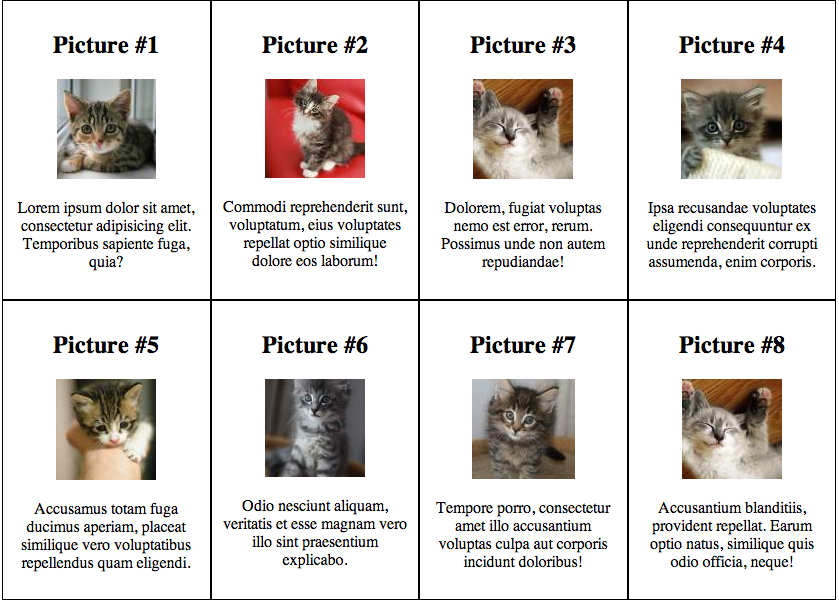 Picture #1
Lorem ipsum dolor sit amet,
consectetur adipisicing elit.
Temporibus sapiente fuga,
quia?
Picture #2
Commodi reprehenderit sunt,
voluptatum, eius voluptates
repellat optio similique
dolore eos laborum!
Picture #3
Dolorem, fugiat voluptas
nemo est error, rerum.
Possimus unde non autem
repudiandae!
Picture #4
Ipsa recusandae voluptates
eligendi consequuntur ex
unde reprehenderit corrupti
assumenda, enim corporis.
Picture #5
Accusamus totam fuga
ducimus aperiam, placeat
similique vero voluptatibus
repellendus quam eligendi.
Picture #6
Odio nesciunt aliquam,
veritatis et esse magnam vero
illo sint praesentium
explicabo.
Picture #7
Tempore porro, consectetur
amet illo accusantium
voluptas culpa aut corporis
incidunt doloribus!
Picture #8
Accusantium blanditiis,
provident repellat. Earum
optio natus, similique quis
odio officia, neque!